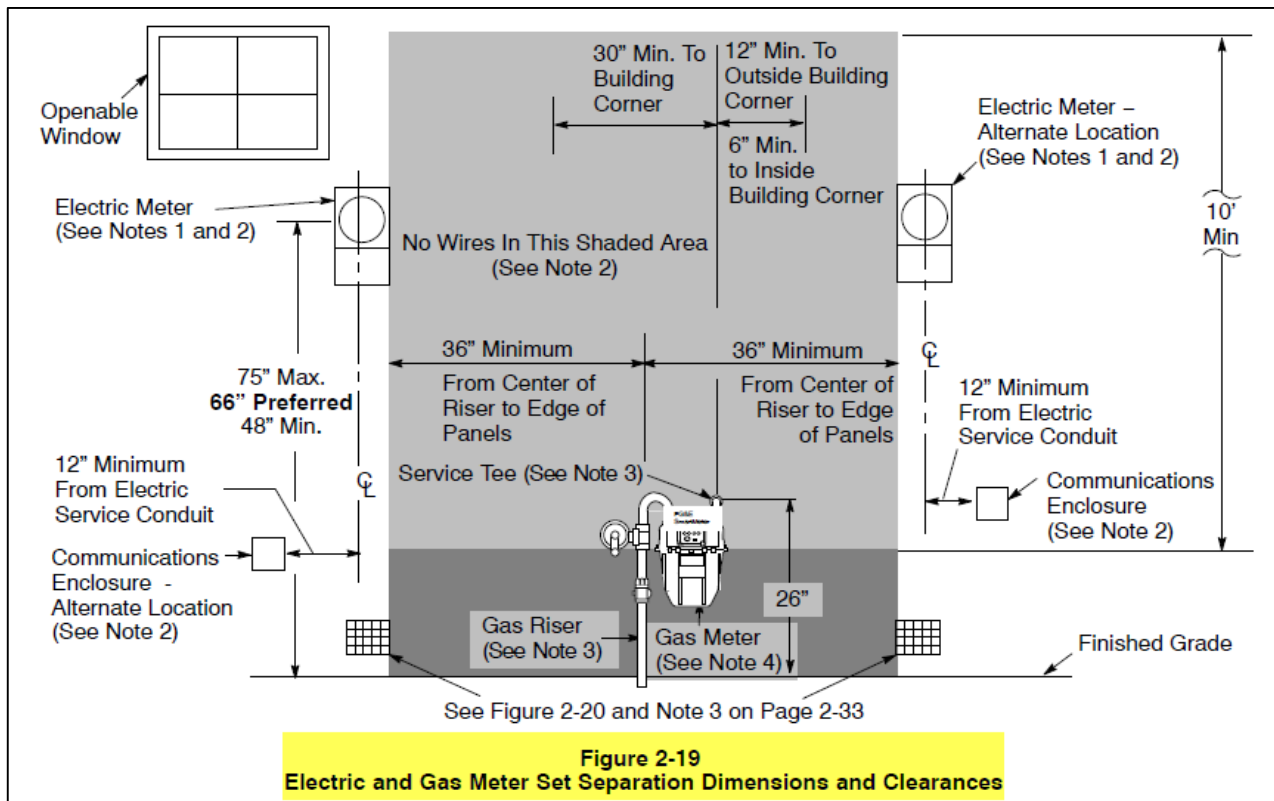 30” Min. To
Building
Corner
12” Min. To
Outside Building
Corner
6” Min.
to Inside
Building Corner
Openable
Window
Electric Meter –
Alternate Location
(See Notes 1 and 2)
Electric Meter
(See Notes 1 and 2)
10’
Min
No Wires In This Shaded Area
(See Note 2)
36” Minimum
From Center of
Riser to Edge of
Panels
36” Minimum
From Center of
Riser to Edge
of Panels
75” Max.
66” Preferred
48” Min.
℄
℄
12” Minimum
From Electric
Service Conduit
12” Minimum
From Electric
Service Conduit
Service Tee (See Note 3)
Communications
Enclosure
(See Note 2)
Communications
Enclosure -
Alternate Location
(See Note 2)
26”
Gas Riser
(See Note 3)
Gas Meter
(See Note 4)
Finished Grade
See Figure 2-20 and Note 3 on Page 2-33
Figure 2-19
Electric and Gas Meter Set Separation Dimensions and Clearances